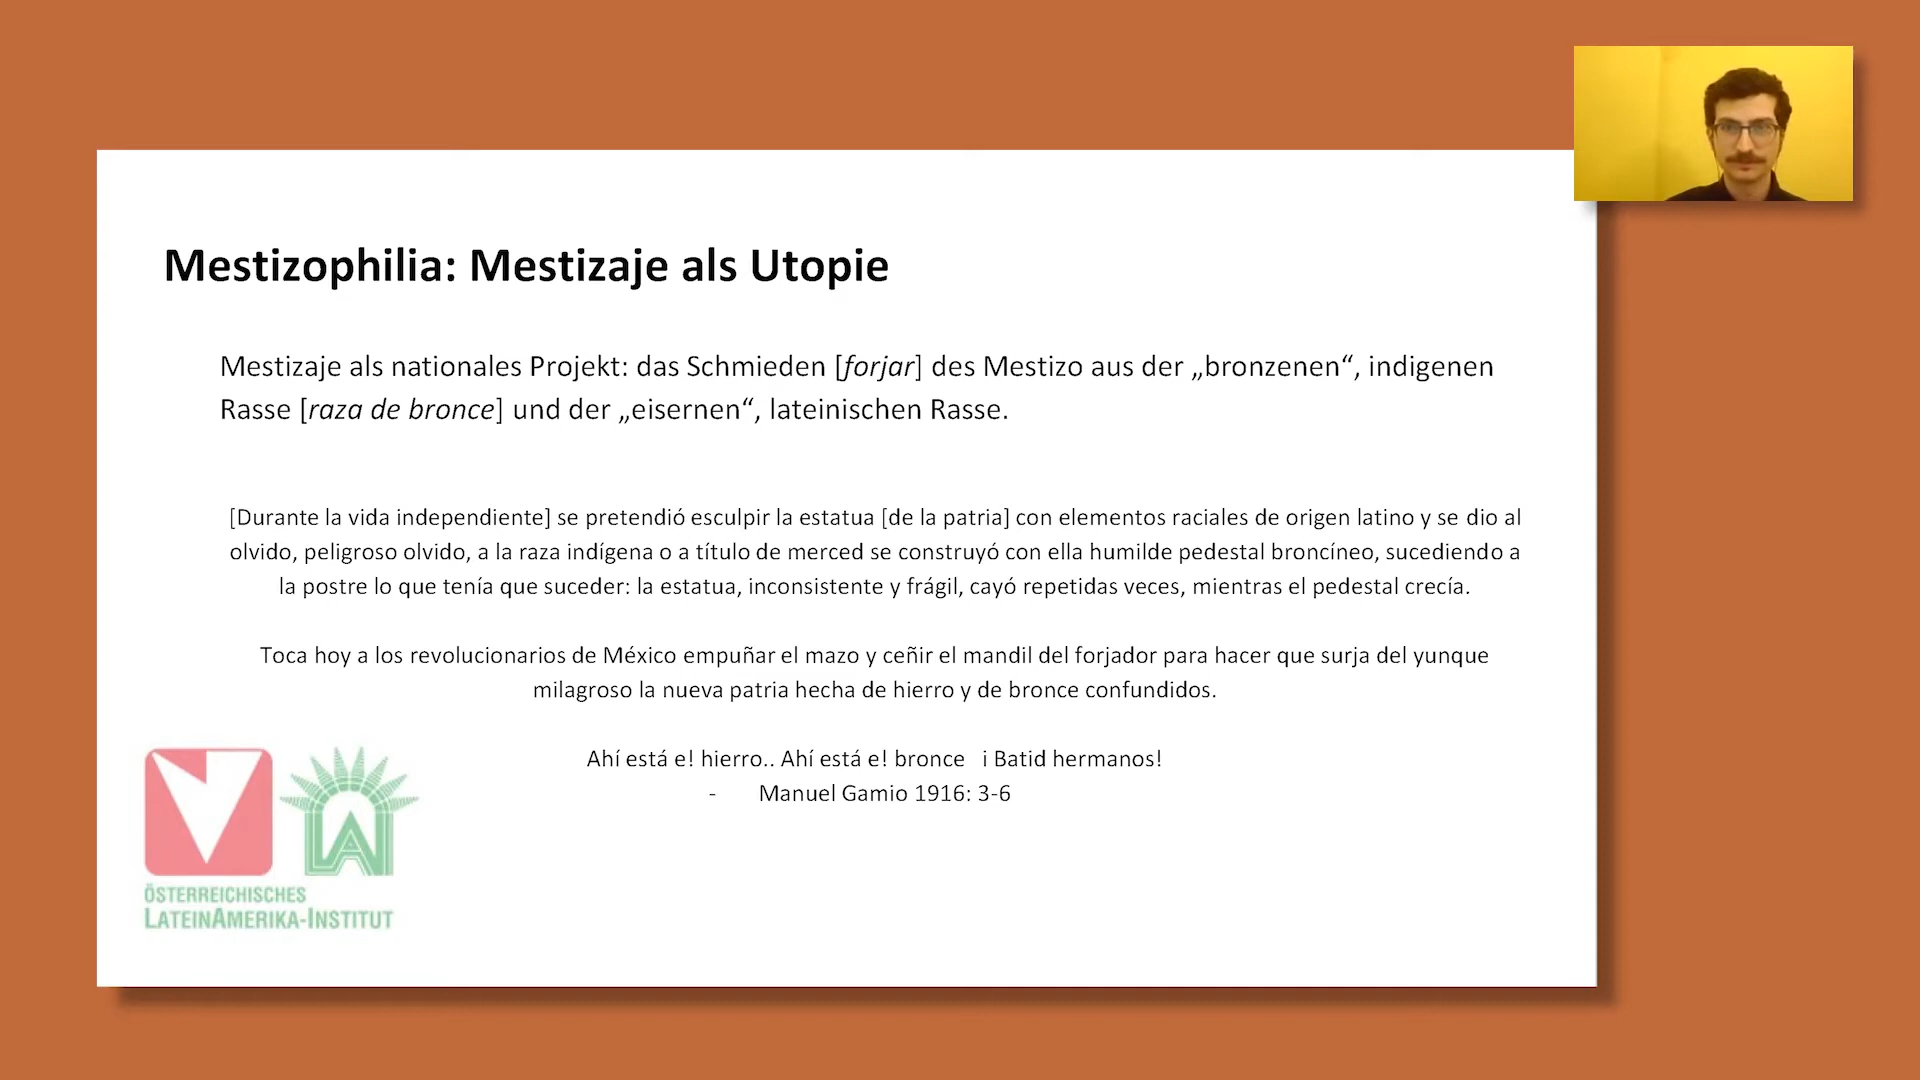 Mestizophilia: Mestizaje als Utopie
Mestizaje als nationales Projekt: das Schmieden [forjar] des Mestizo aus der „bronzenen“, indigenen
Rasse [raza de bronce] und der „eisernen“, lateinischen Rasse.
[Durante la vida independiente] se pretendió esculpir la estatua [de la patria] con elementos raciales de origen latino y se dio al
olvido, peligroso olvido, a la raza indígena o a título de merced se construyó con ella humilde pedestal broncíneo, sucediendo a
la postre lo que tenía que suceder: la estatua, inconsistente y frágil, cayó repetidas veces, mientras el pedestal crecía.
Toca hoy a los revolucionarios de México empuñar el mazo y ceñir el mandil del forjador para hacer que surja del yunque
milagroso la nueva patria hecha de hierro y de bronce confundidos.
Ahí está e! hierro.. Ahí está e! bronce i Batid hermanos!
- Manuel Gamio 1916: 3-6
LAI
ÖSTERREICHISCHES
LATEINAMERIKA-INSTITUT